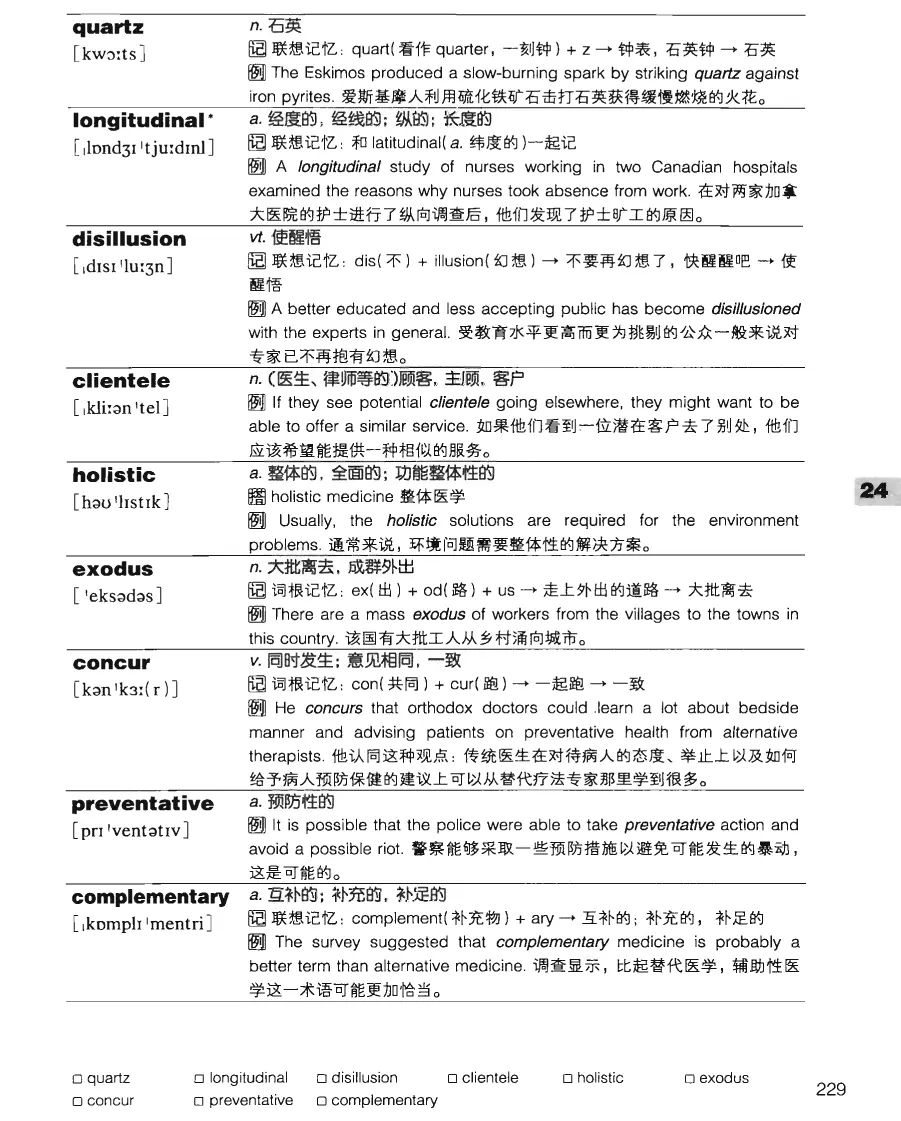 quartz n. 石英
[kwɔːts] 记 联想记忆：quart(看作 quarter，一刻钟) + z → 钟表，石英钟 → 石英
例 The Eskimos produced a slow-burning spark by striking quartz against
iron pyrites. 爱斯基摩人利用硫化铁矿石击打石英获得缓慢燃烧的火花。
longitudinal* a. 经度的，经线的；纵的；长度的
[ˌlɒndʒɪˈtjuːdɪnl] 记 联想记忆：和 latitudinal(a. 纬度的)一起记
例 A longitudinal study of nurses working in two Canadian hospitals
examined the reasons why nurses took absence from work. 在对两家加拿
大医院的护士进行了纵向调查后，他们发现了护士旷工的原因。
disillusion vt. 使醒悟
[ˌdɪsɪˈluːʒn] 记 联想记忆：dis(不) + illusion(幻想) → 不要再幻想了，快醒醒吧 → 使
醒悟
例 A better educated and less accepting public has become disillusioned
with the experts in general. 受教育水平更高而更为挑剔的公众一般来说对
专家已不再抱有幻想。
clientele n. (医生、律师等的)顾客，主顾，客户
[ˌkliːənˈtel] 例 If they see potential clientele going elsewhere, they might want to be
able to offer a similar service. 如果他们看到一位潜在客户去了别处，他们
应该希望能提供一种相似的服务。
holistic a. 整体的，全面的；功能整体性的
[həʊˈlɪstɪk] 搭 holistic medicine 整体医学
24
例 Usually, the holistic solutions are required for the environment
problems. 通常来说，环境问题需要整体性的解决方案。
exodus n. 大批离去，成群外出
[ˈeksədəs] 记 词根记忆：ex(出) + od(路) + us → 走上外出的道路 → 大批离去
例 There are a mass exodus of workers from the villages to the towns in
this country. 该国有大批工人从乡村涌向城市。
concur v. 同时发生；意见相同，一致
[kənˈkɜː(r)] 记 词根记忆：con(共同) + cur(跑) → 一起跑 → 一致
例 He concurs that orthodox doctors could learn a lot about bedside
manner and advising patients on preventative health from alternative
therapists. 他认同这种观点：传统医生在对待病人的态度、举止上以及如何
给予病人预防保健的建议上可以从替代疗法专家那里学到很多。
preventative a. 预防性的
[prɪˈventətɪv] 例 It is possible that the police were able to take preventative action and
avoid a possible riot. 警察能够采取一些预防措施以避免可能发生的暴动，
这是可能的。
complementary a. 互补的；补充的，补足的
[ˌkɒmplɪˈmentri] 记 联想记忆：complement(补充物) + ary → 互补的；补充的，补足的
例 The survey suggested that complementary medicine is probably a
better term than alternative medicine. 调查显示，比起替代医学，辅助性医
学这一术语可能更加恰当。
□ quartz □ longitudinal □ disillusion □ clientele □ holistic □ exodus
□ concur □ preventative □ complementary
229